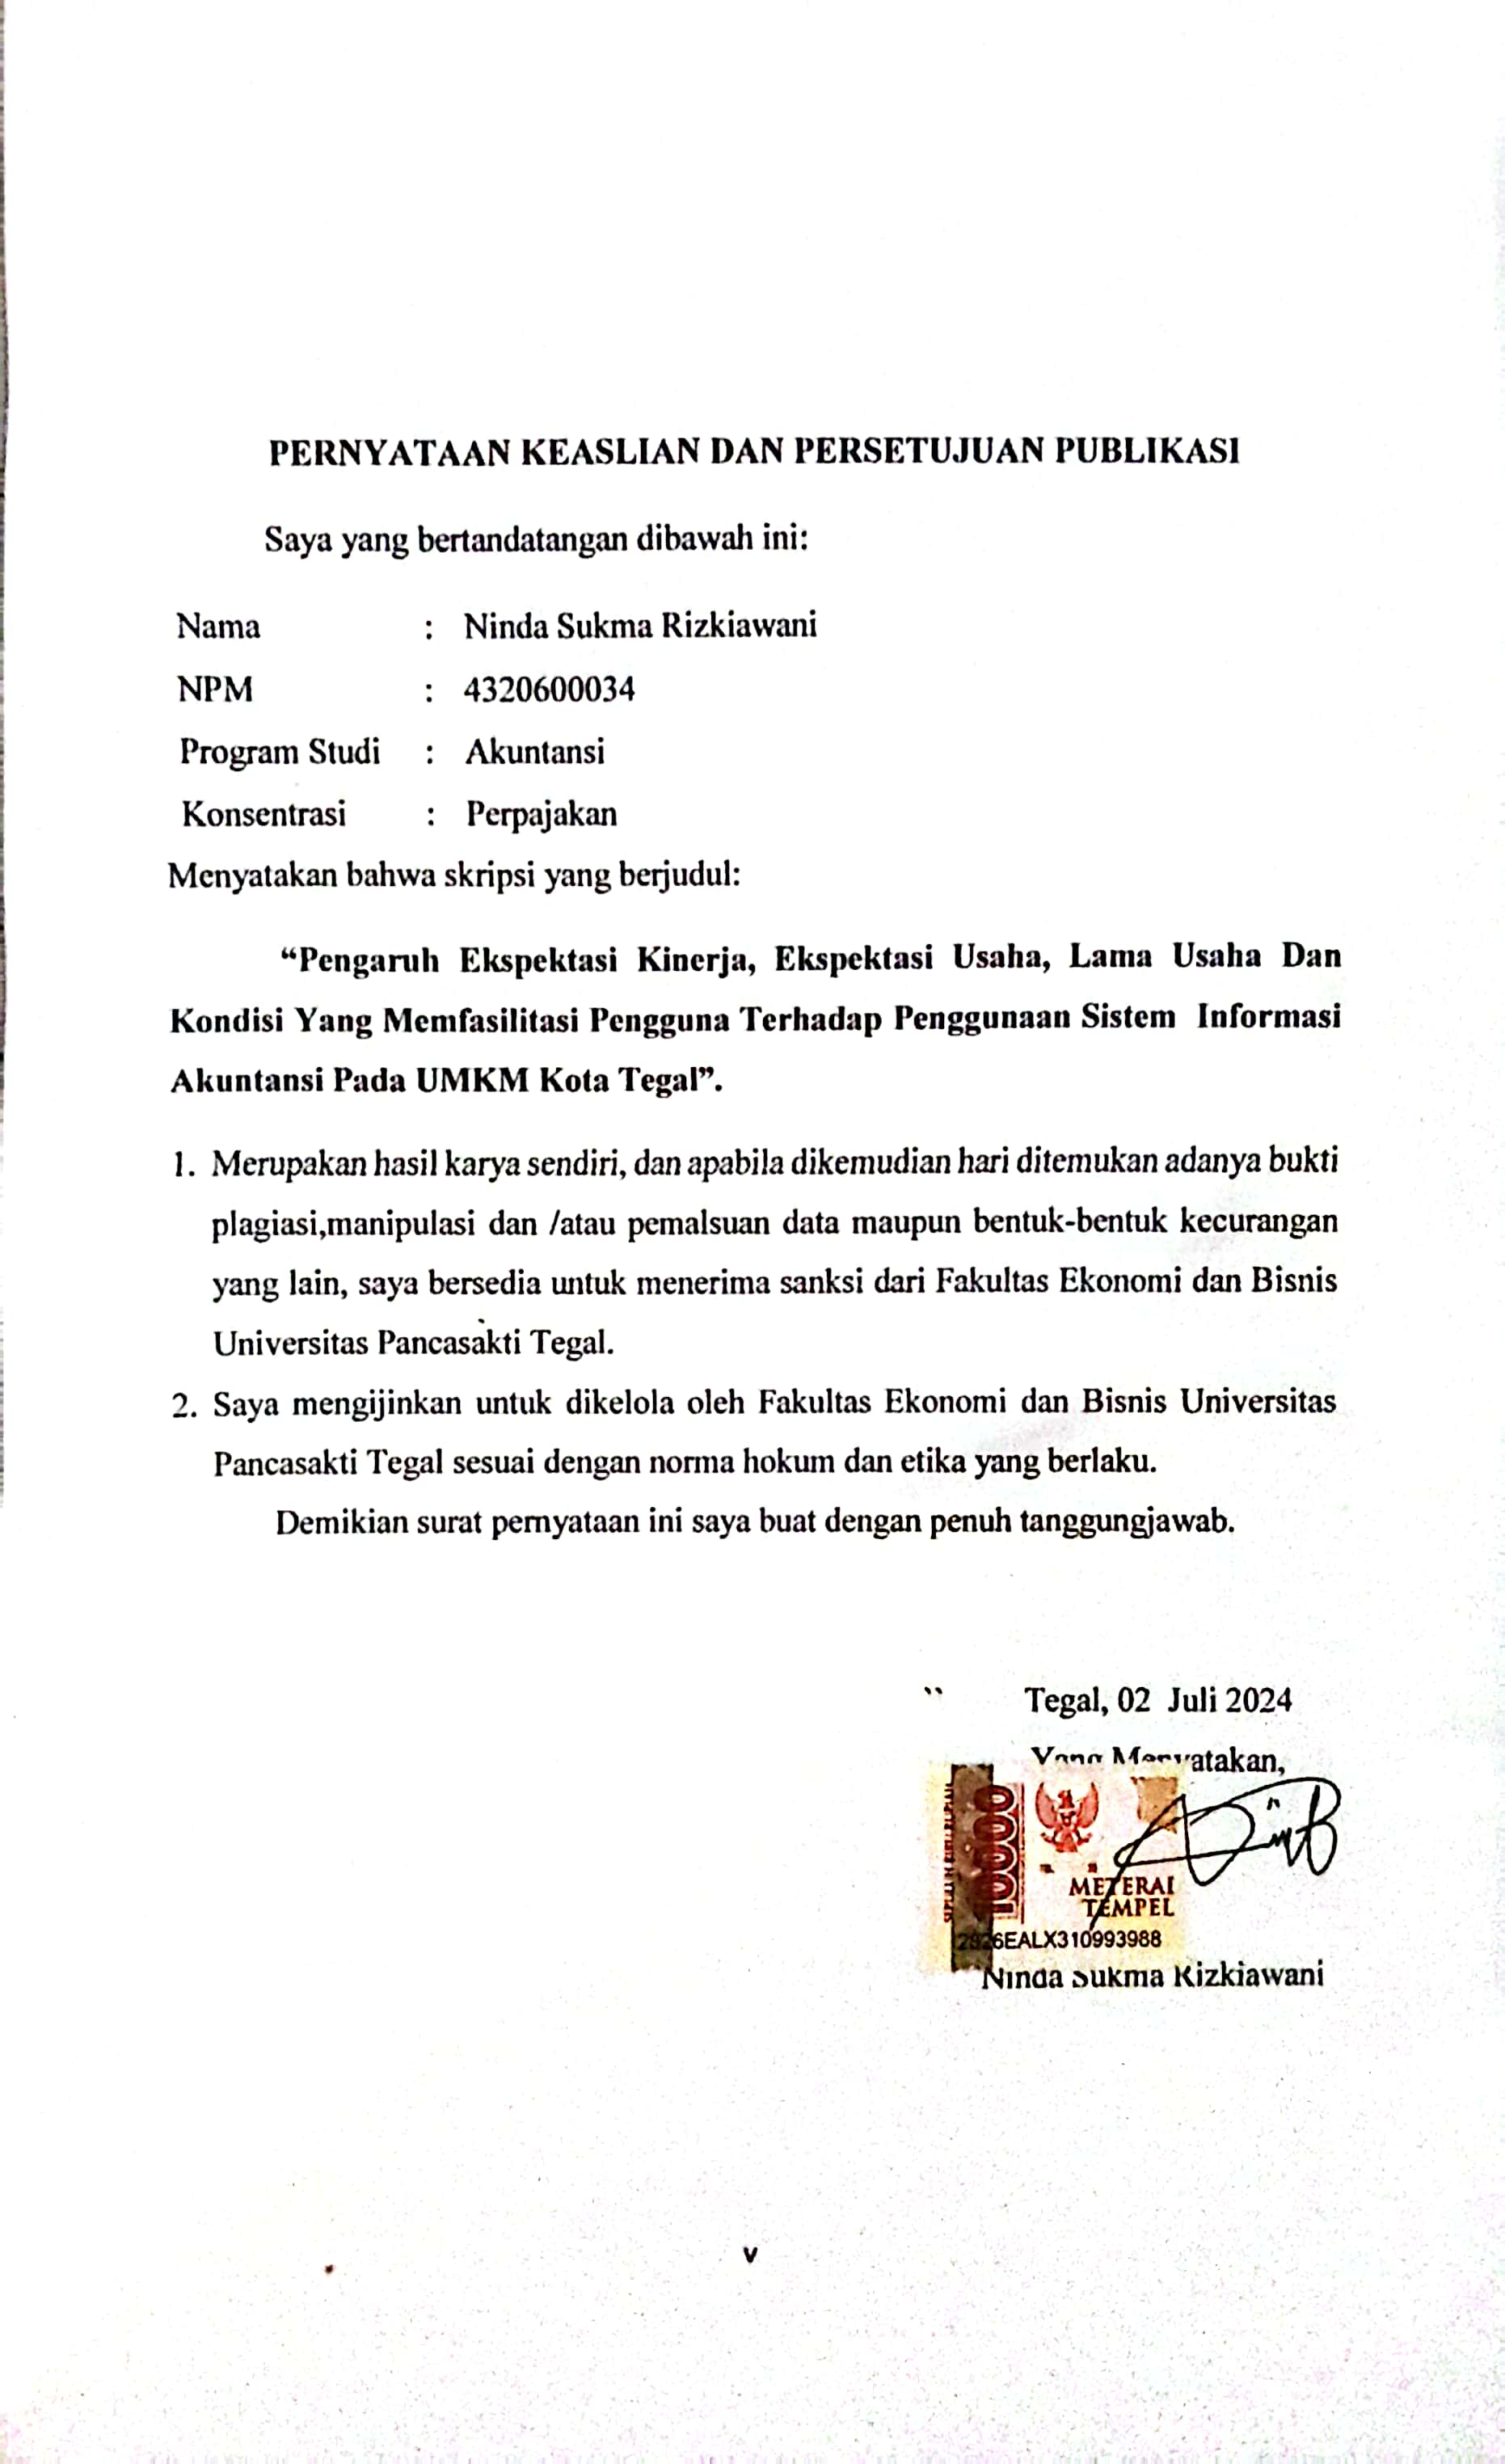 PERNYATAAN KEASLIAN DAN PERSETUJUAN PUBLIKASI
Saya yang bertandatangan dibawah ini:
Nama : Ninda Sukma Rizkiawani
NPM : 4320600034
Program Studi : Akuntansi
Konsentrasi : Perpajakan
Menyatakan bahwa skripsi yang berjudul:
“Pengaruh Ekspektasi Kinerja, Ekspektasi Usaha, Lama Usaha Dan
Kondisi Yang Memfasilitasi Pengguna Terhadap Penggunaan Sistem Informasi
Akuntansi Pada UMKM Kota Tegal”.
1. Merupakan hasil karya sendiri, dan apabila dikemudian hari ditemukan adanya bukti
plagiasi,manipulasi dan /atau pemalsuan data maupun bentuk-bentuk kecurangan
yang lain, saya bersedia untuk menerima sanksi dari Fakultas Ekonomi dan Bisnis
Universitas Pancasakti Tegal.
2. Saya mengijinkan untuk dikelola oleh Fakultas Ekonomi dan Bisnis Universitas
Pancasakti Tegal sesuai dengan norma hokum dan etika yang berlaku.
Demikian surat pernyataan ini saya buat dengan penuh tanggungjawab.
Tegal, 02 Juli 2024
Yang Menyatakan,
10000
METERAI
TEMPEL
6EALX310993988
Ninda Sukma Rizkiawani
v